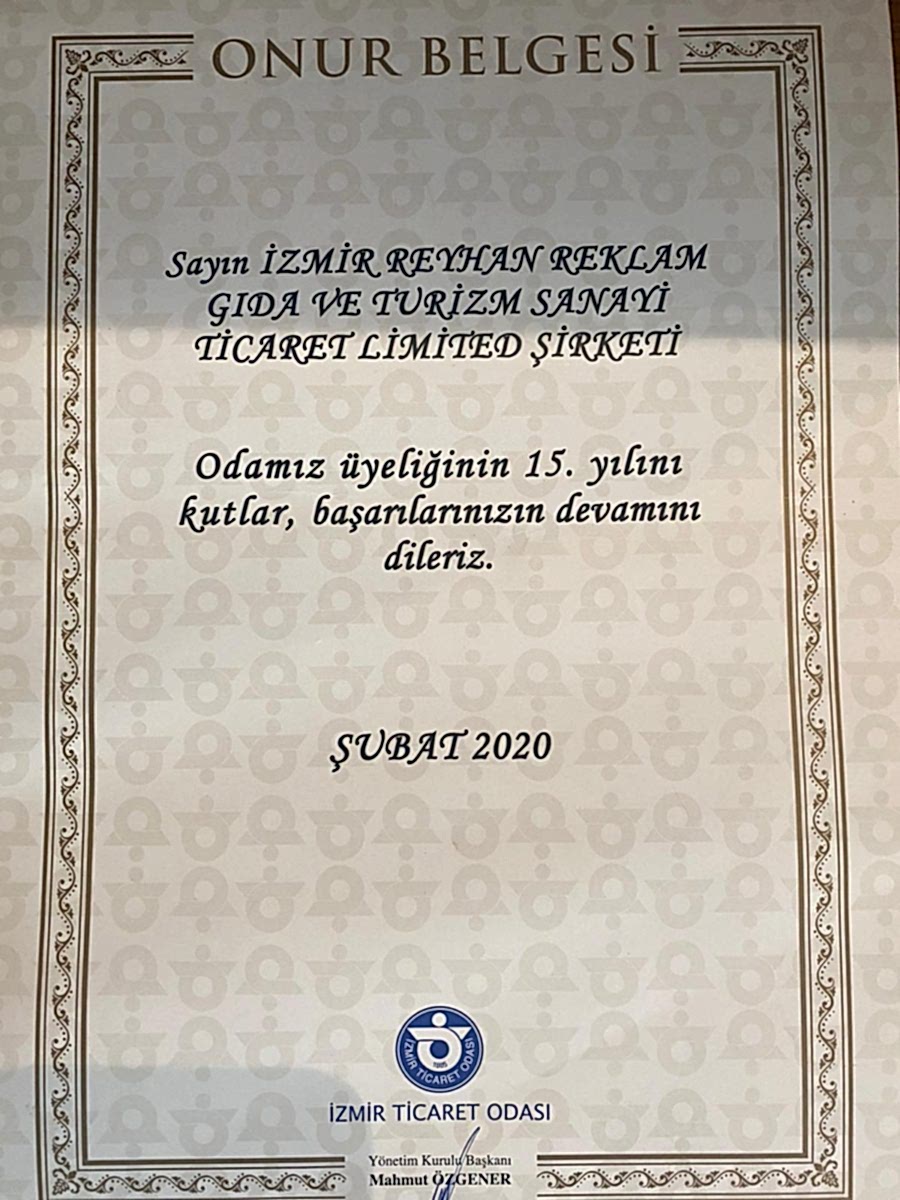 ONUR BELGESİ
Sayın İZMİR REYHAN REKLAM
GIDA VE TURİZM SANAYİ
TİCARET LİMİTED ŞİRKETİ
Odamız üyeliğinin 15. yılını
kutlar, başarılarınızın devamını
dileriz.
ŞUBAT 2020
İZMİR TİCARET ODASI
1885
İZMİR TİCARET ODASI
Yönetim Kurulu Başkanı
Mahmut ÖZGENER